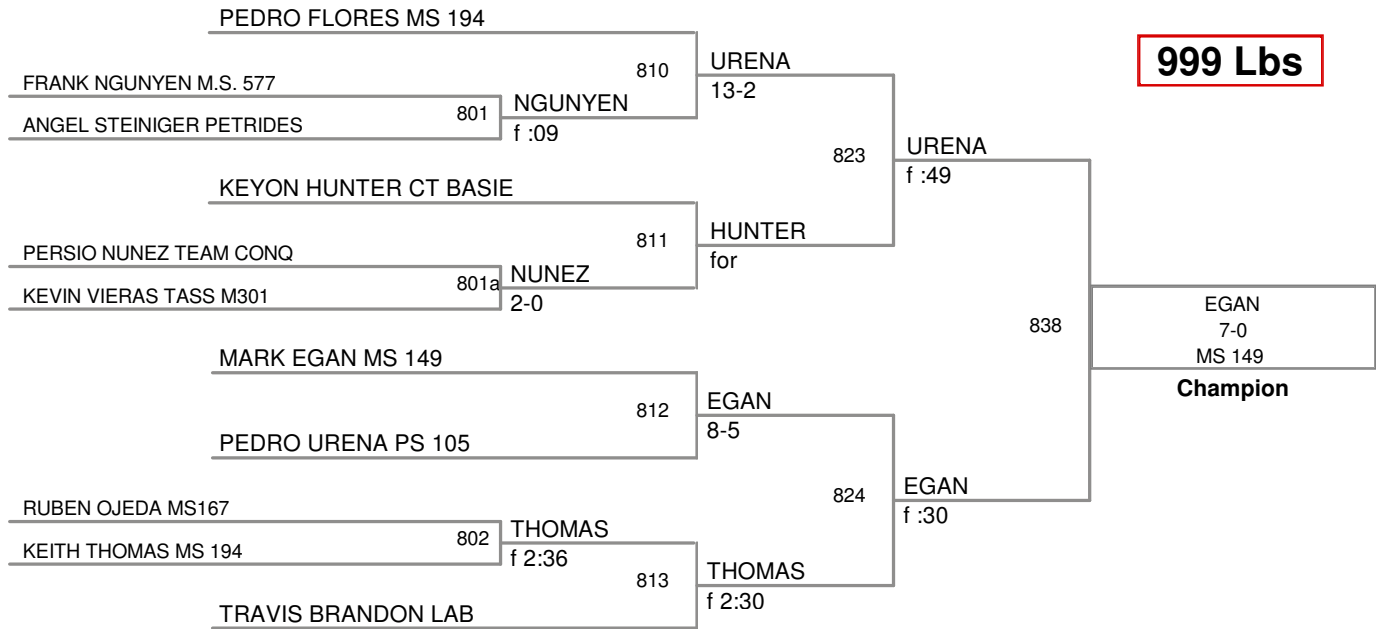 PEDRO FLORES MS 194
999 Lbs
810
URENA
13-2
FRANK NGUNYEN M.S. 577
801
NGUNYEN
f :09
ANGEL STEINIGER PETRIDES
823
URENA
f :49
KEYON HUNTER CT BASIE
811
HUNTER
for
PERSIO NUNEZ TEAM CONQ
801a
NUNEZ
2-0
KEVIN VIERAS TASS M301
838
EGAN
7-0
MS 149
Champion
MARK EGAN MS 149
812
EGAN
8-5
PEDRO URENA PS 105
824
EGAN
f :30
RUBEN OJEDA MS167
802
THOMAS
f 2:36
KEITH THOMAS MS 194
813
THOMAS
f 2:30
TRAVIS BRANDON LAB